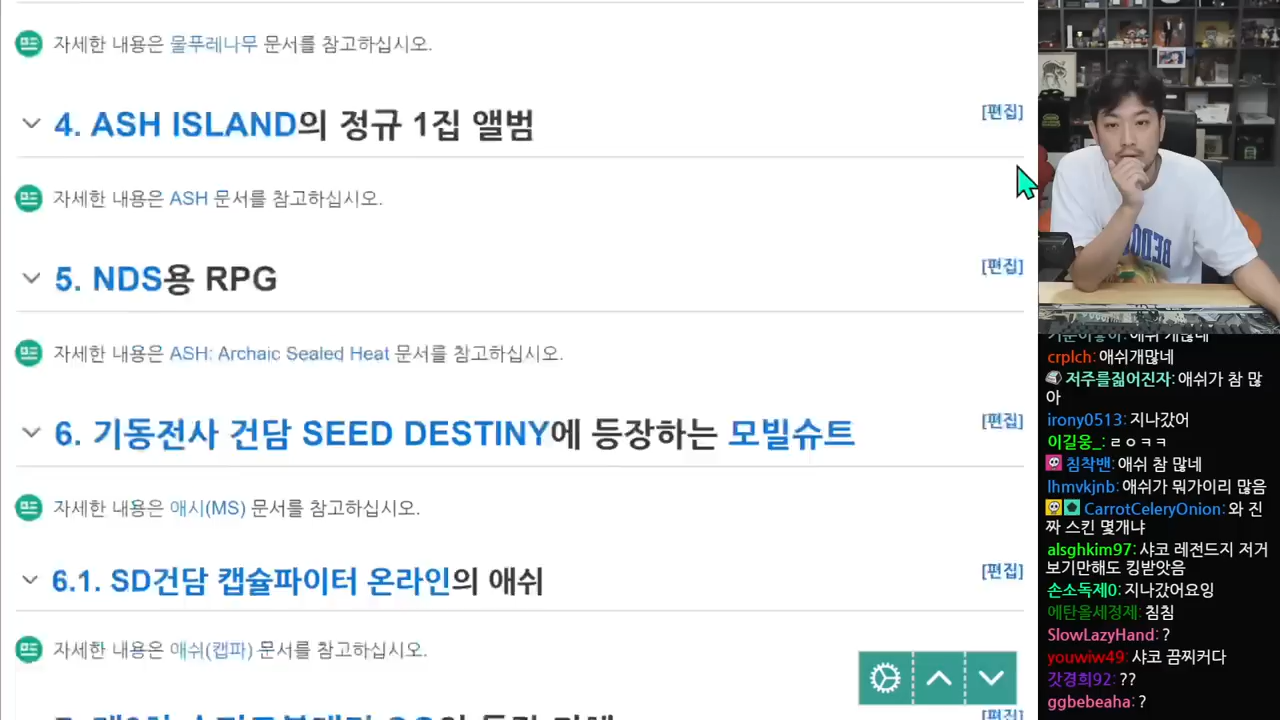 자세한 내용은 물푸레나무 문서를 참고하십시오.
4. ASH ISLAND의 정규 1집 앨범
[편집]
자세한 내용은 ASH 문서를 참고하십시오.
5. NDS용 RPG
[편집]
자세한 내용은 ASH: Archaic Sealed Heat 문서를 참고하십시오.
6. 기동전사 건담 SEED DESTINY에 등장하는 모빌슈트
[편집]
자세한 내용은 애시(MS) 문서를 참고하십시오.
6.1. SD건담 캡슐파이터 온라인의 애쉬
[편집]
자세한 내용은 애쉬(캡파) 문서를 참고하십시오.
[편집]
crplch: 애쉬개많네
저주를짊어진자: 애쉬가 참 많
아
irony0513: 지나갔어
이길웅_: ㄹㅇㅋㅋ
침착밴: 애쉬 참 많네
lhmvkjnb: 애쉬가 뭐가이리 많음
CarrotCeleryOnion: 와 진
짜 스킨 몇개냐
alsghkim97: 샤코 레전드지 저거
보기만해도 킹받앗음
손소독제0: 지나갔어요잉
에탄올세정제: 침침
SlowLazyHand: ?
youwiw49: 샤코 끔찌커다
갓경희92: ??
ggbebeaha: ?